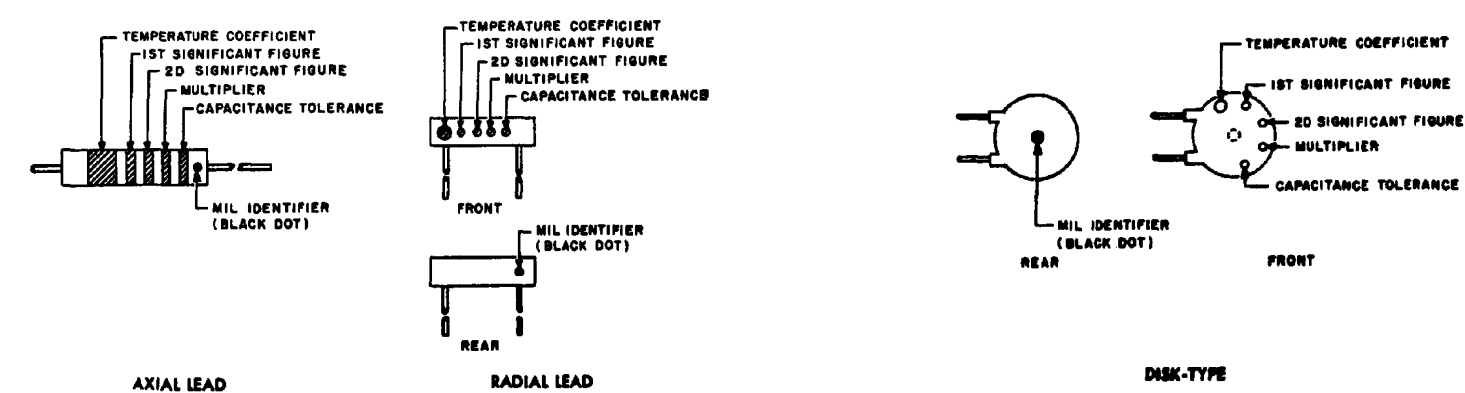 TEMPERATURE COEFFICIENT
1ST SIGNIFICANT FIGURE
2D SIGNIFICANT FIGURE
MULTIPLIER
CAPACITANCE TOLERANCE
MIL IDENTIFIER
(BLACK DOT)
AXIAL LEAD
TEMPERATURE COEFFICIENT
1ST SIGNIFICANT FIGURE
2D SIGNIFICANT FIGURE
MULTIPLIER
CAPACITANCE TOLERANCE
FRONT
MIL IDENTIFIER
(BLACK DOT)
REAR
RADIAL LEAD
MIL IDENTIFIER
(BLACK DOT)
REAR
TEMPERATURE COEFFICIENT
1ST SIGNIFICANT FIGURE
2D SIGNIFICANT FIGURE
MULTIPLIER
CAPACITANCE TOLERANCE
FRONT
DISK-TYPE